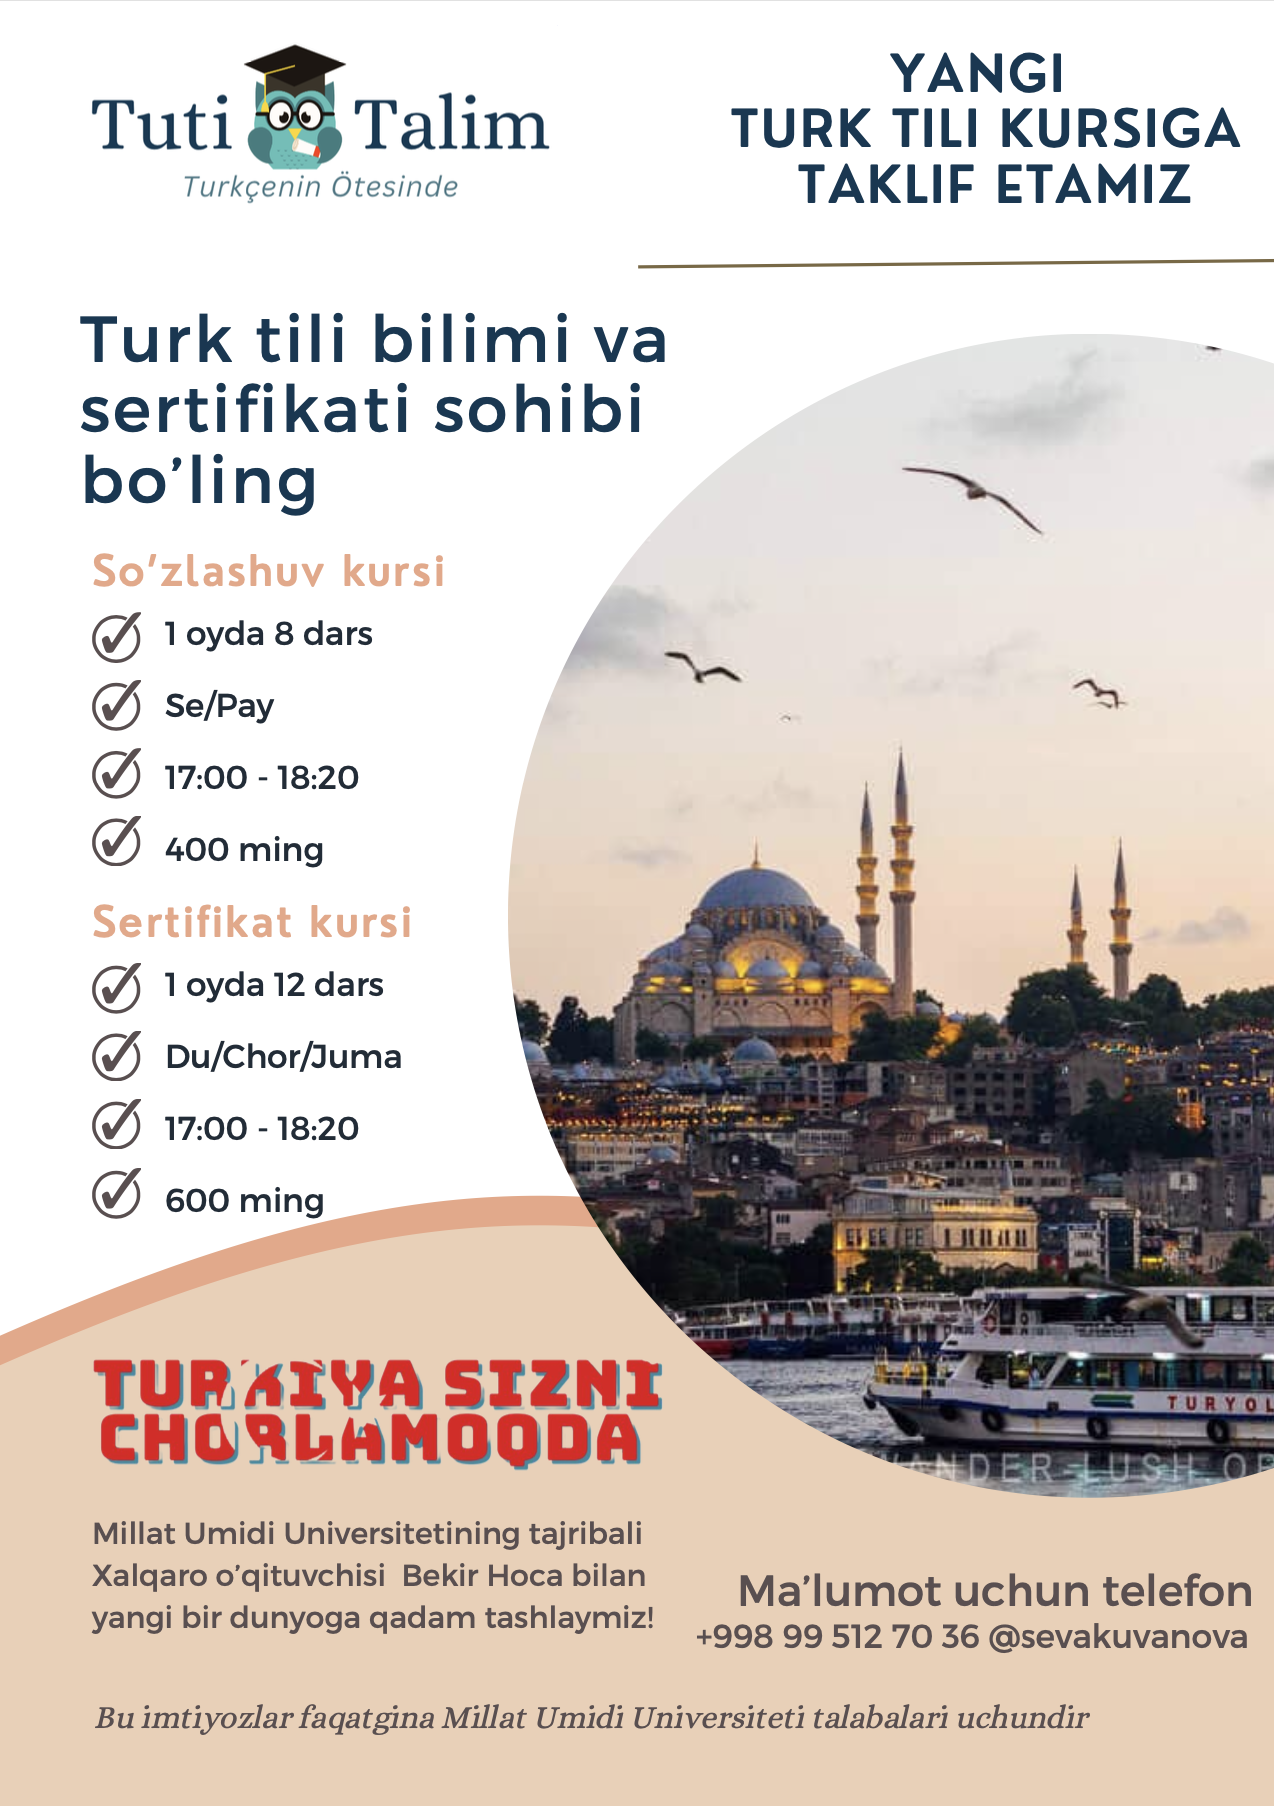 Tuti Talim
Turkçenin Ötesinde
YANGI
TURK TILI KURSIGA
TAKLIF ETAMIZ
Turk tili bilimi va
sertifikati sohibi
bo’ling
So’zlashuv kursi
1 oyda 8 dars
Se/Pay
17:00 - 18:20
400 ming
Sertifikat kursi
1 oyda 12 dars
Du/Chor/Juma
17:00 - 18:20
600 ming
TURKIYA SIZNI
CHORLAMOQDA
TURYOL
ANDER LUSH
Millat Umidi Universitetining tajribali
Xalqaro o’qituvchisi Bekir Hoca bilan
yangi bir dunyoga qadam tashlaymiz!
Ma’lumot uchun telefon
+998 99 512 70 36 @sevakuvanova
Bu imtiyozlar faqatgina Millat Umidi Universiteti talabalari uchundir